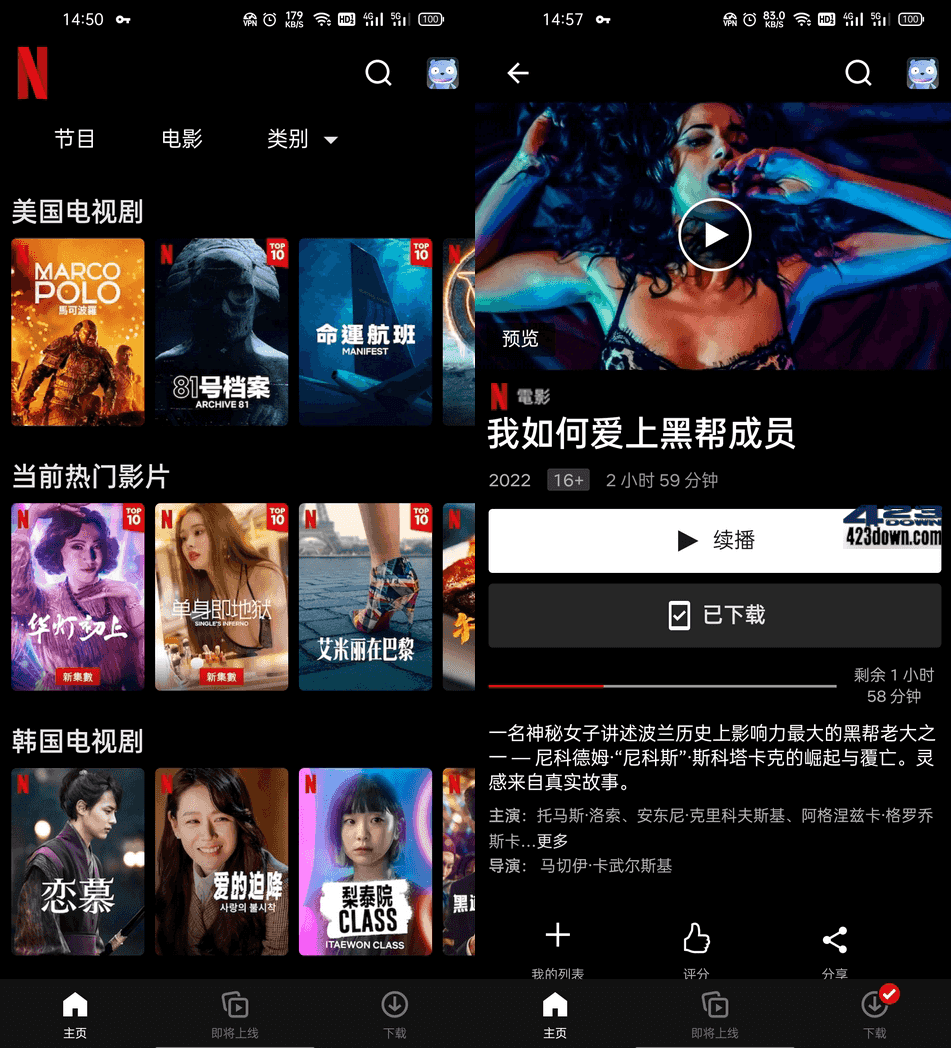 14:50
VPN 179 KB/S HD 4G 5G 100
N
节目 电影 类别
美国电视剧
N
MARCO
POLO
馬可波羅
N TOP 10
81号档案
ARCHIVE 81
TOP 10
命運航班
MANIFEST
当前热门影片
N TOP 10
华灯初上
新集數
N TOP 10
单身即地狱
SINGLE'S INFERNO
新集數
N TOP 10
艾米丽在巴黎
N
韩国电视剧
N
恋慕
爱的迫降
사랑의 불시착
N
梨泰院
CLASS
ITAEWON CLASS
N
黑道
主页 即将上线 下载
14:57
VPN 83.0 KB/S HD 4G 5G 100
预览
N 電影
我如何爱上黑帮成员
2022 16+ 2 小时 59 分钟
续播
423
DOWN
423down.com
已下载
剩余 1 小时
58 分钟
一名神秘女子讲述波兰历史上影响力最大的黑帮老大之
一 — 尼科德姆·“尼科斯”·斯科塔卡克的崛起与覆亡。灵
感来自真实故事。
主演: 托马斯·洛索、安东尼·克里科夫斯基、阿格涅兹卡·格罗乔
斯卡...更多
导演: 马切伊·卡武尔斯基
我的列表 评分 分享
主页 即将上线 下载